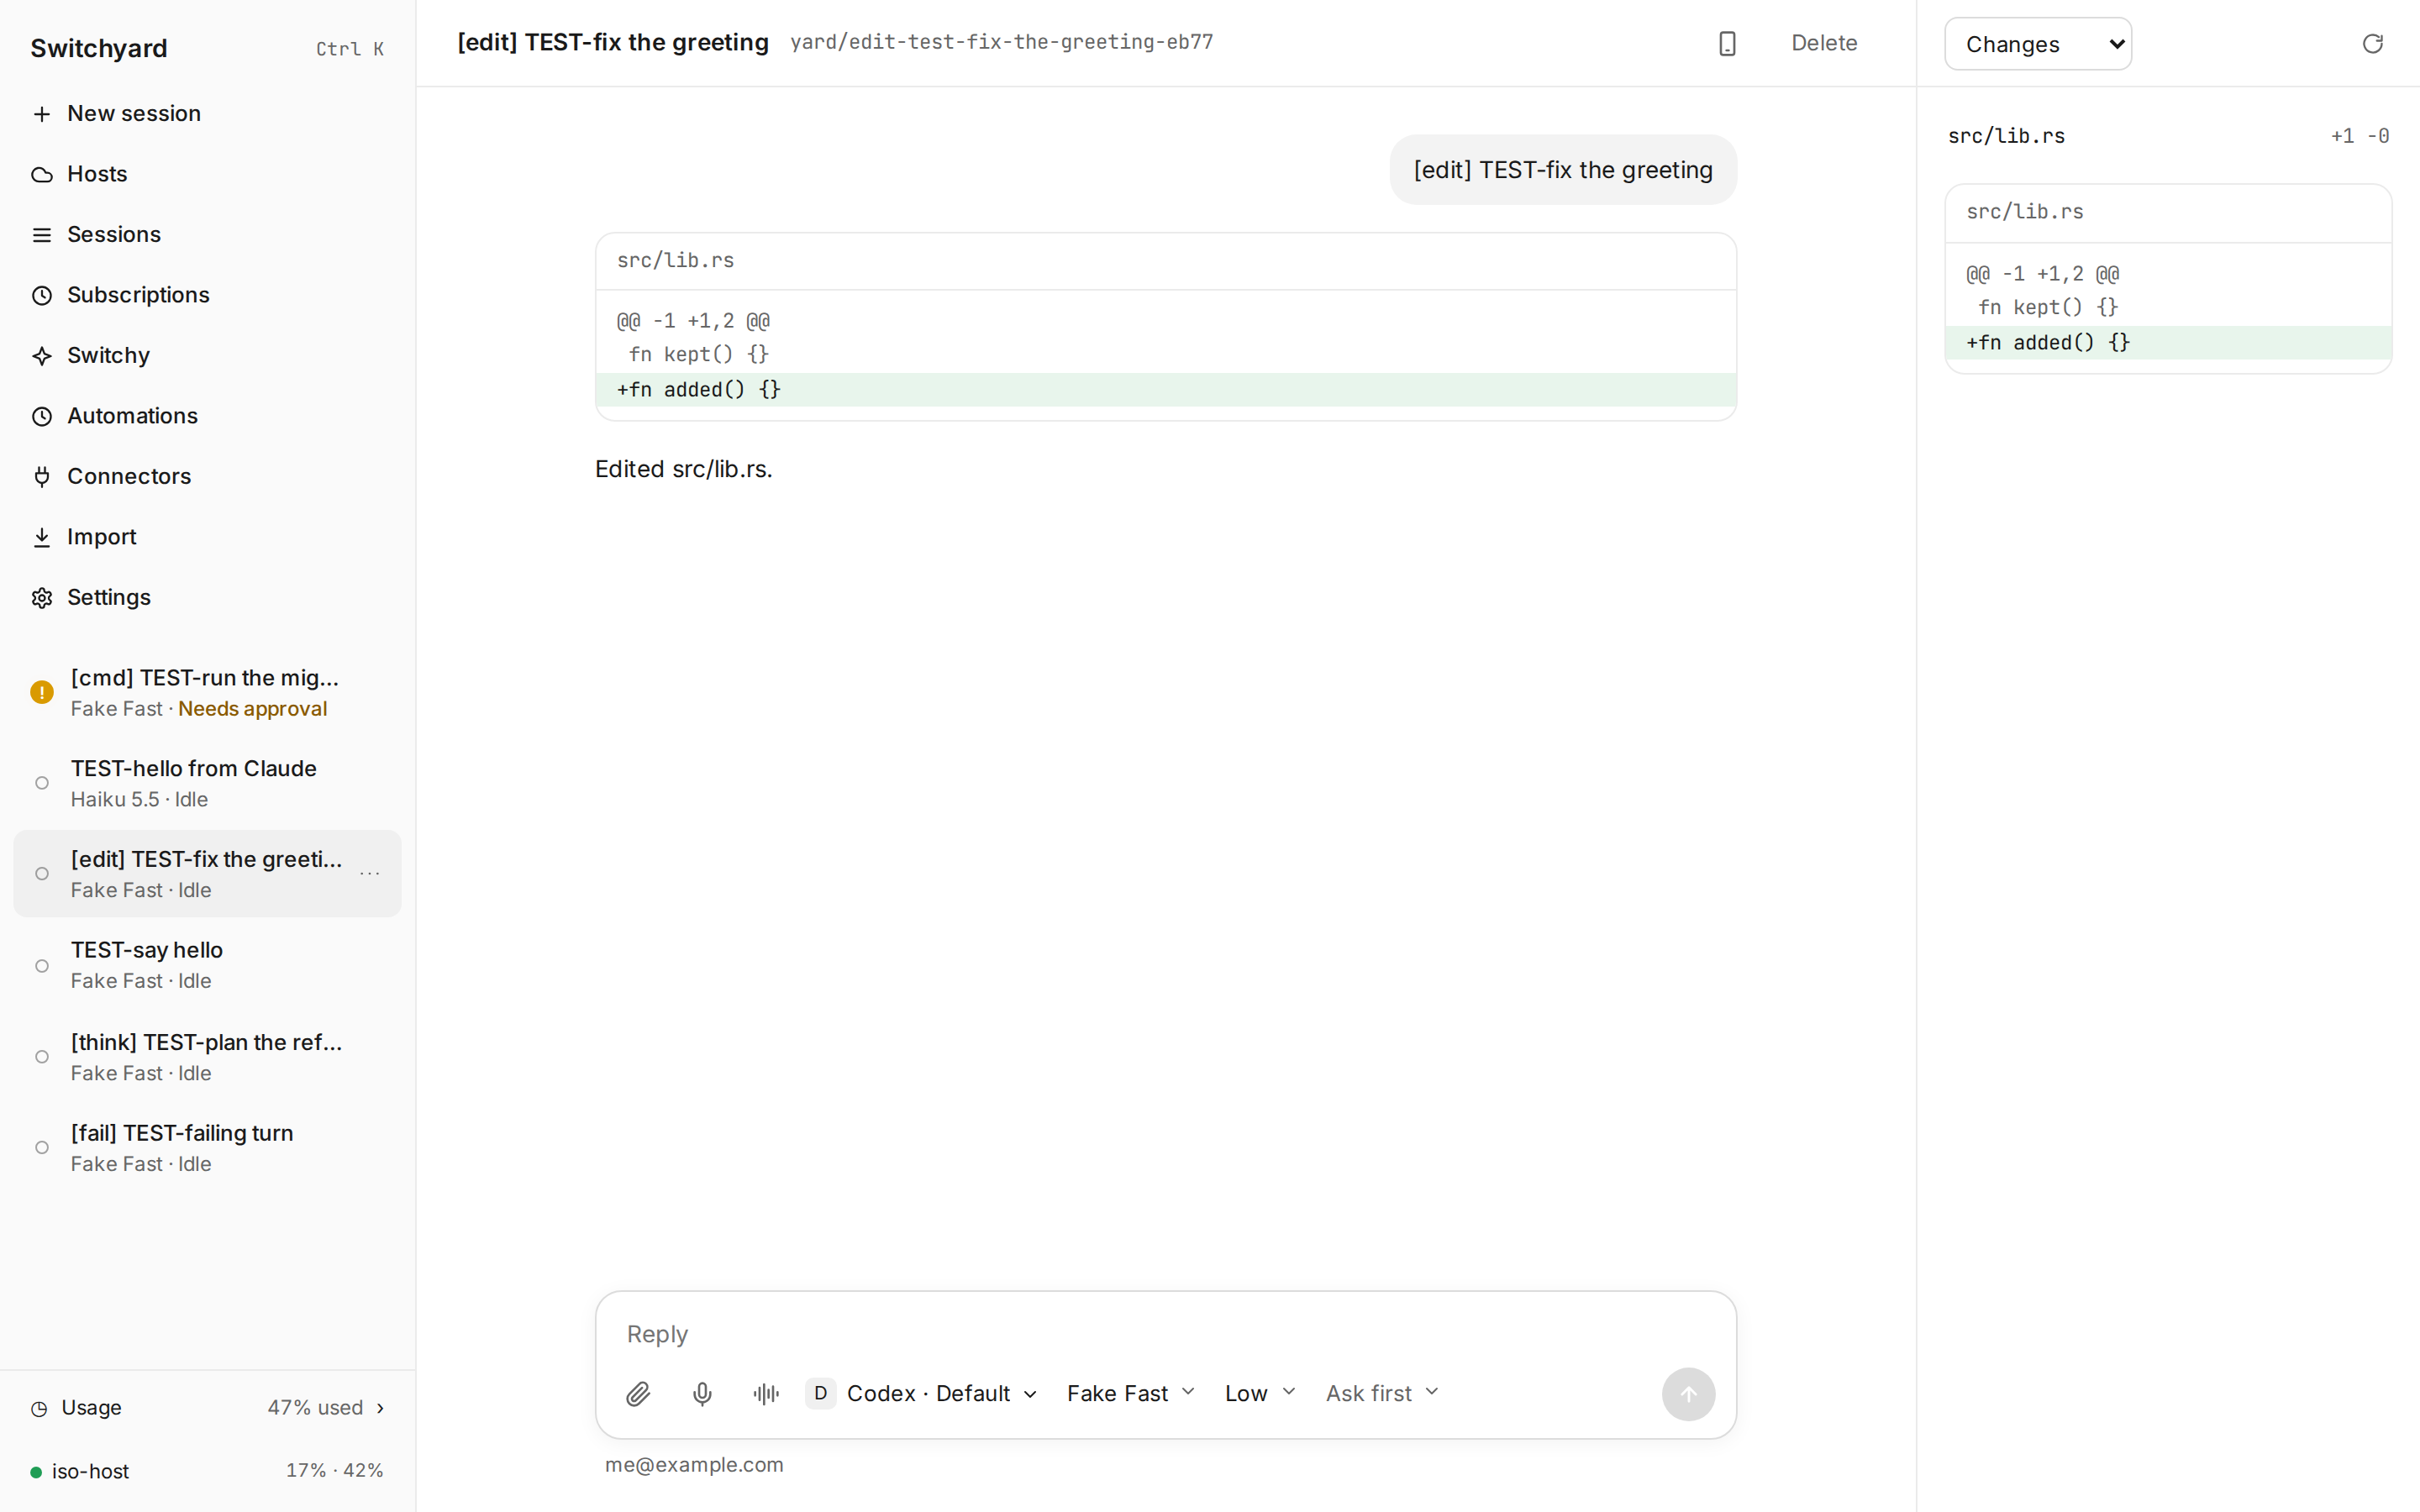 Switchyard Ctrl K
New session
Hosts
Sessions
Subscriptions
Switchy
Automations
Connectors
Import
Settings
[cmd] TEST-run the mig...
Fake Fast · Needs approval
TEST-hello from Claude
Haiku 5.5 · Idle
[edit] TEST-fix the greeti... ...
Fake Fast · Idle
TEST-say hello
Fake Fast · Idle
[think] TEST-plan the ref...
Fake Fast · Idle
[fail] TEST-failing turn
Fake Fast · Idle
Usage 47% used ›
iso-host 17% · 42%
[edit] TEST-fix the greeting yard/edit-test-fix-the-greeting-eb77 Delete
[edit] TEST-fix the greeting
src/lib.rs
@@ -1 +1,2 @@
 fn kept() {}
+fn added() {}
Edited src/lib.rs.
Reply
D Codex · Default Fake Fast Low Ask first
me@example.com
Changes
src/lib.rs +1 -0
src/lib.rs
@@ -1 +1,2 @@
 fn kept() {}
+fn added() {}